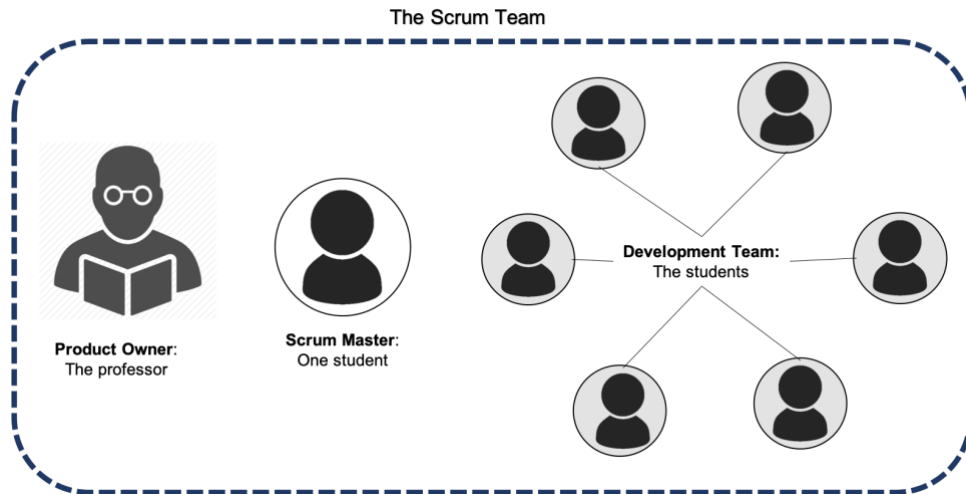 The Scrum Team
Product Owner:
The professor
Scrum Master:
One student
Development Team:
The students